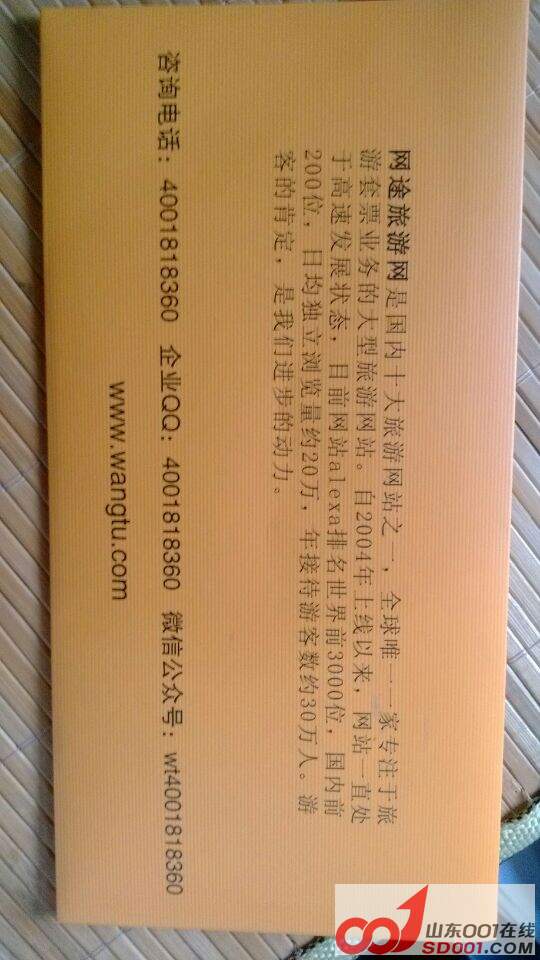 网途旅游网是国内十大旅游网站之一，全球唯一一家专注于旅
游套票业务的大型旅游网站。自2004年上线以来，网站一直处
于高速发展状态，目前网站alexa排名世界前3000位，国内前
200位，日均独立浏览量约20万，年接待游客数约30万人。游
客的肯定，是我们进步的动力。
咨询电话：4001818360 企业QQ：4001818360 微信公众号：wt4001818360
www.wangtu.com
001 山东001在线
SD001.COM